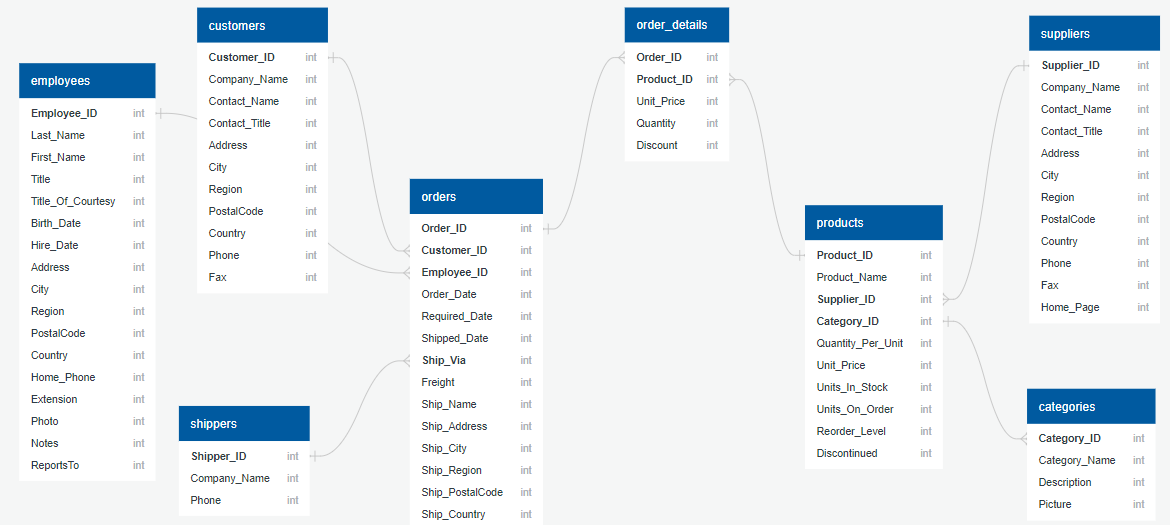 employees
Employee_ID int
Last_Name int
First_Name int
Title int
Title_Of_Courtesy int
Birth_Date int
Hire_Date int
Address int
City int
Region int
PostalCode int
Country int
Home_Phone int
Extension int
Photo int
Notes int
ReportsTo int
customers
Customer_ID int
Company_Name int
Contact_Name int
Contact_Title int
Address int
City int
Region int
PostalCode int
Country int
Phone int
Fax int
shippers
Shipper_ID int
Company_Name int
Phone int
orders
Order_ID int
Customer_ID int
Employee_ID int
Order_Date int
Required_Date int
Shipped_Date int
Ship_Via int
Freight int
Ship_Name int
Ship_Address int
Ship_City int
Ship_Region int
Ship_PostalCode int
Ship_Country int
order_details
Order_ID int
Product_ID int
Unit_Price int
Quantity int
Discount int
products
Product_ID int
Product_Name int
Supplier_ID int
Category_ID int
Quantity_Per_Unit int
Unit_Price int
Units_In_Stock int
Units_On_Order int
Reorder_Level int
Discontinued int
suppliers
Supplier_ID int
Company_Name int
Contact_Name int
Contact_Title int
Address int
City int
Region int
PostalCode int
Country int
Phone int
Fax int
Home_Page int
categories
Category_ID int
Category_Name int
Description int
Picture int